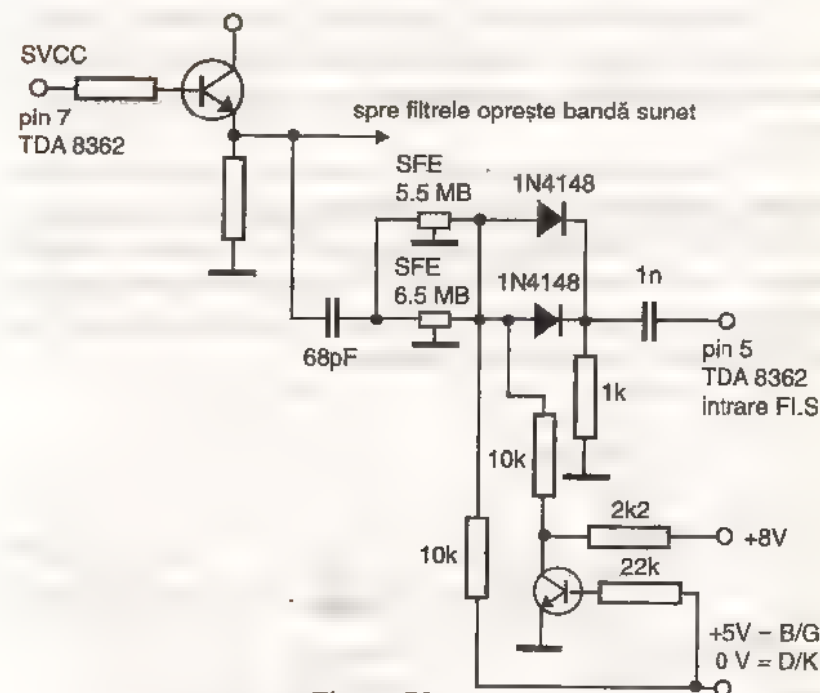 SVCC
pin 7
TDA 8362
spre filtrele oprește bandă sunet
SFE
5.5 MB
1N4148
SFE
6.5 MB
1N4148
1n
68pF
pin 5
TDA 8362
intrare FI.S
1k
10k
2k2
+8V
10k
22k
+5V – B/G
0 V = D/K